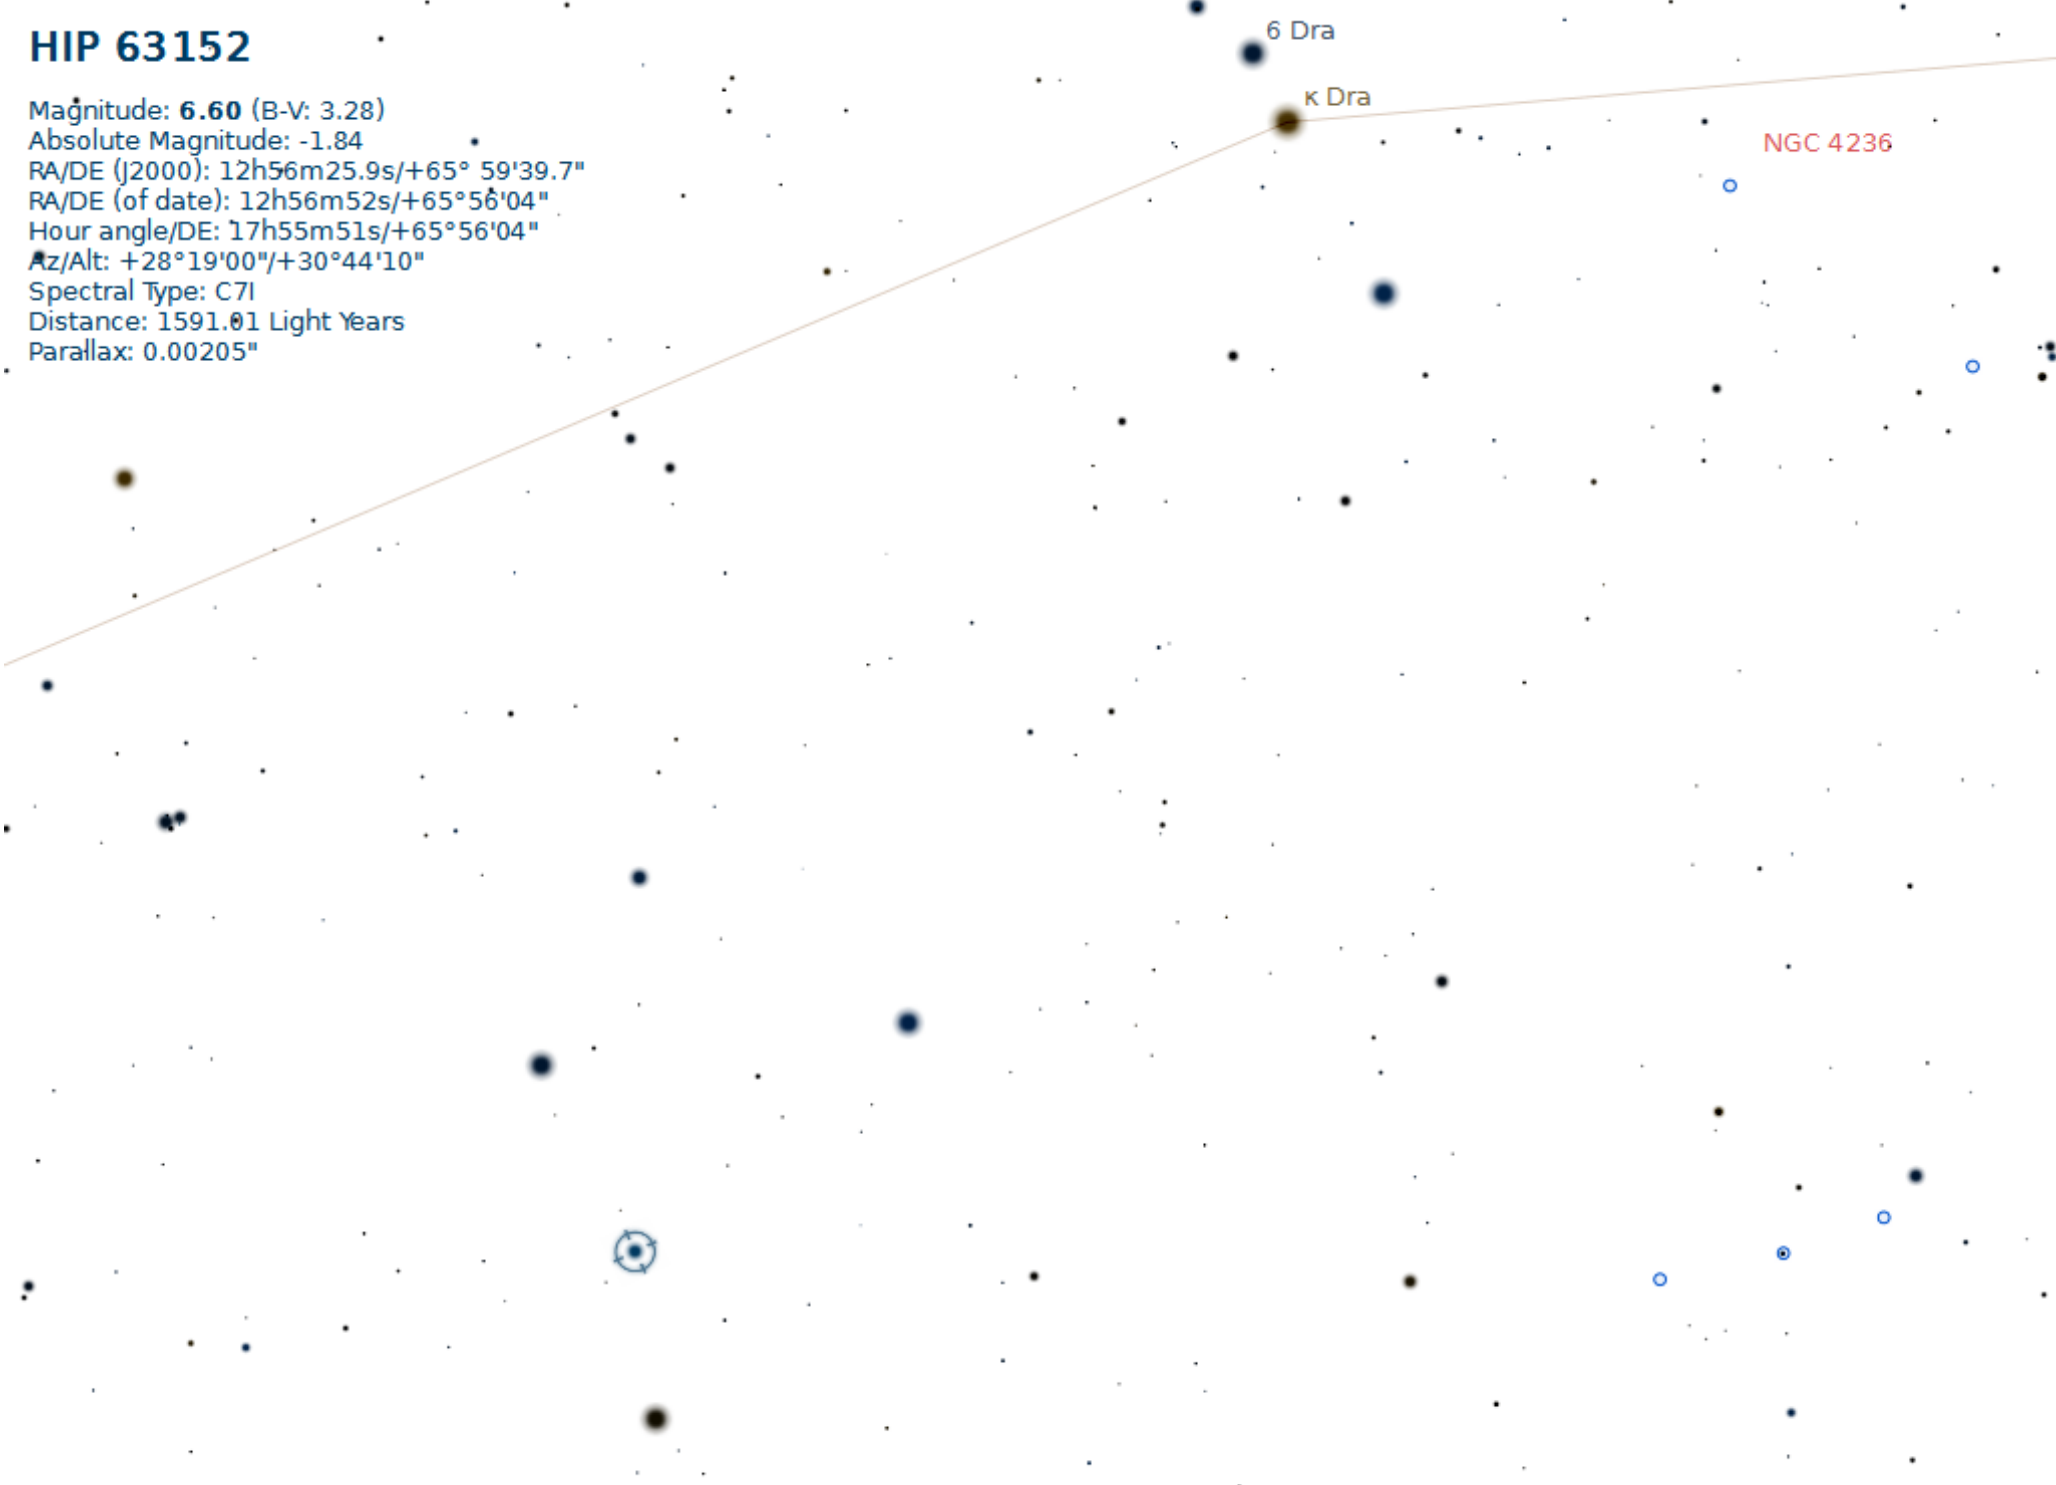 HIP 63152
Magnitude: 6.60 (B-V: 3.28)
Absolute Magnitude: -1.84
RA/DE (J2000): 12h56m25.9s/+65° 59'39.7"
RA/DE (of date): 12h56m52s/+65°56'04"
Hour angle/DE: 17h55m51s/+65°56'04"
Az/Alt: +28°19'00"/+30°44'10"
Spectral Type: C7I
Distance: 1591.01 Light Years
Parallax: 0.00205"
6 Dra
κ Dra
NGC 4236